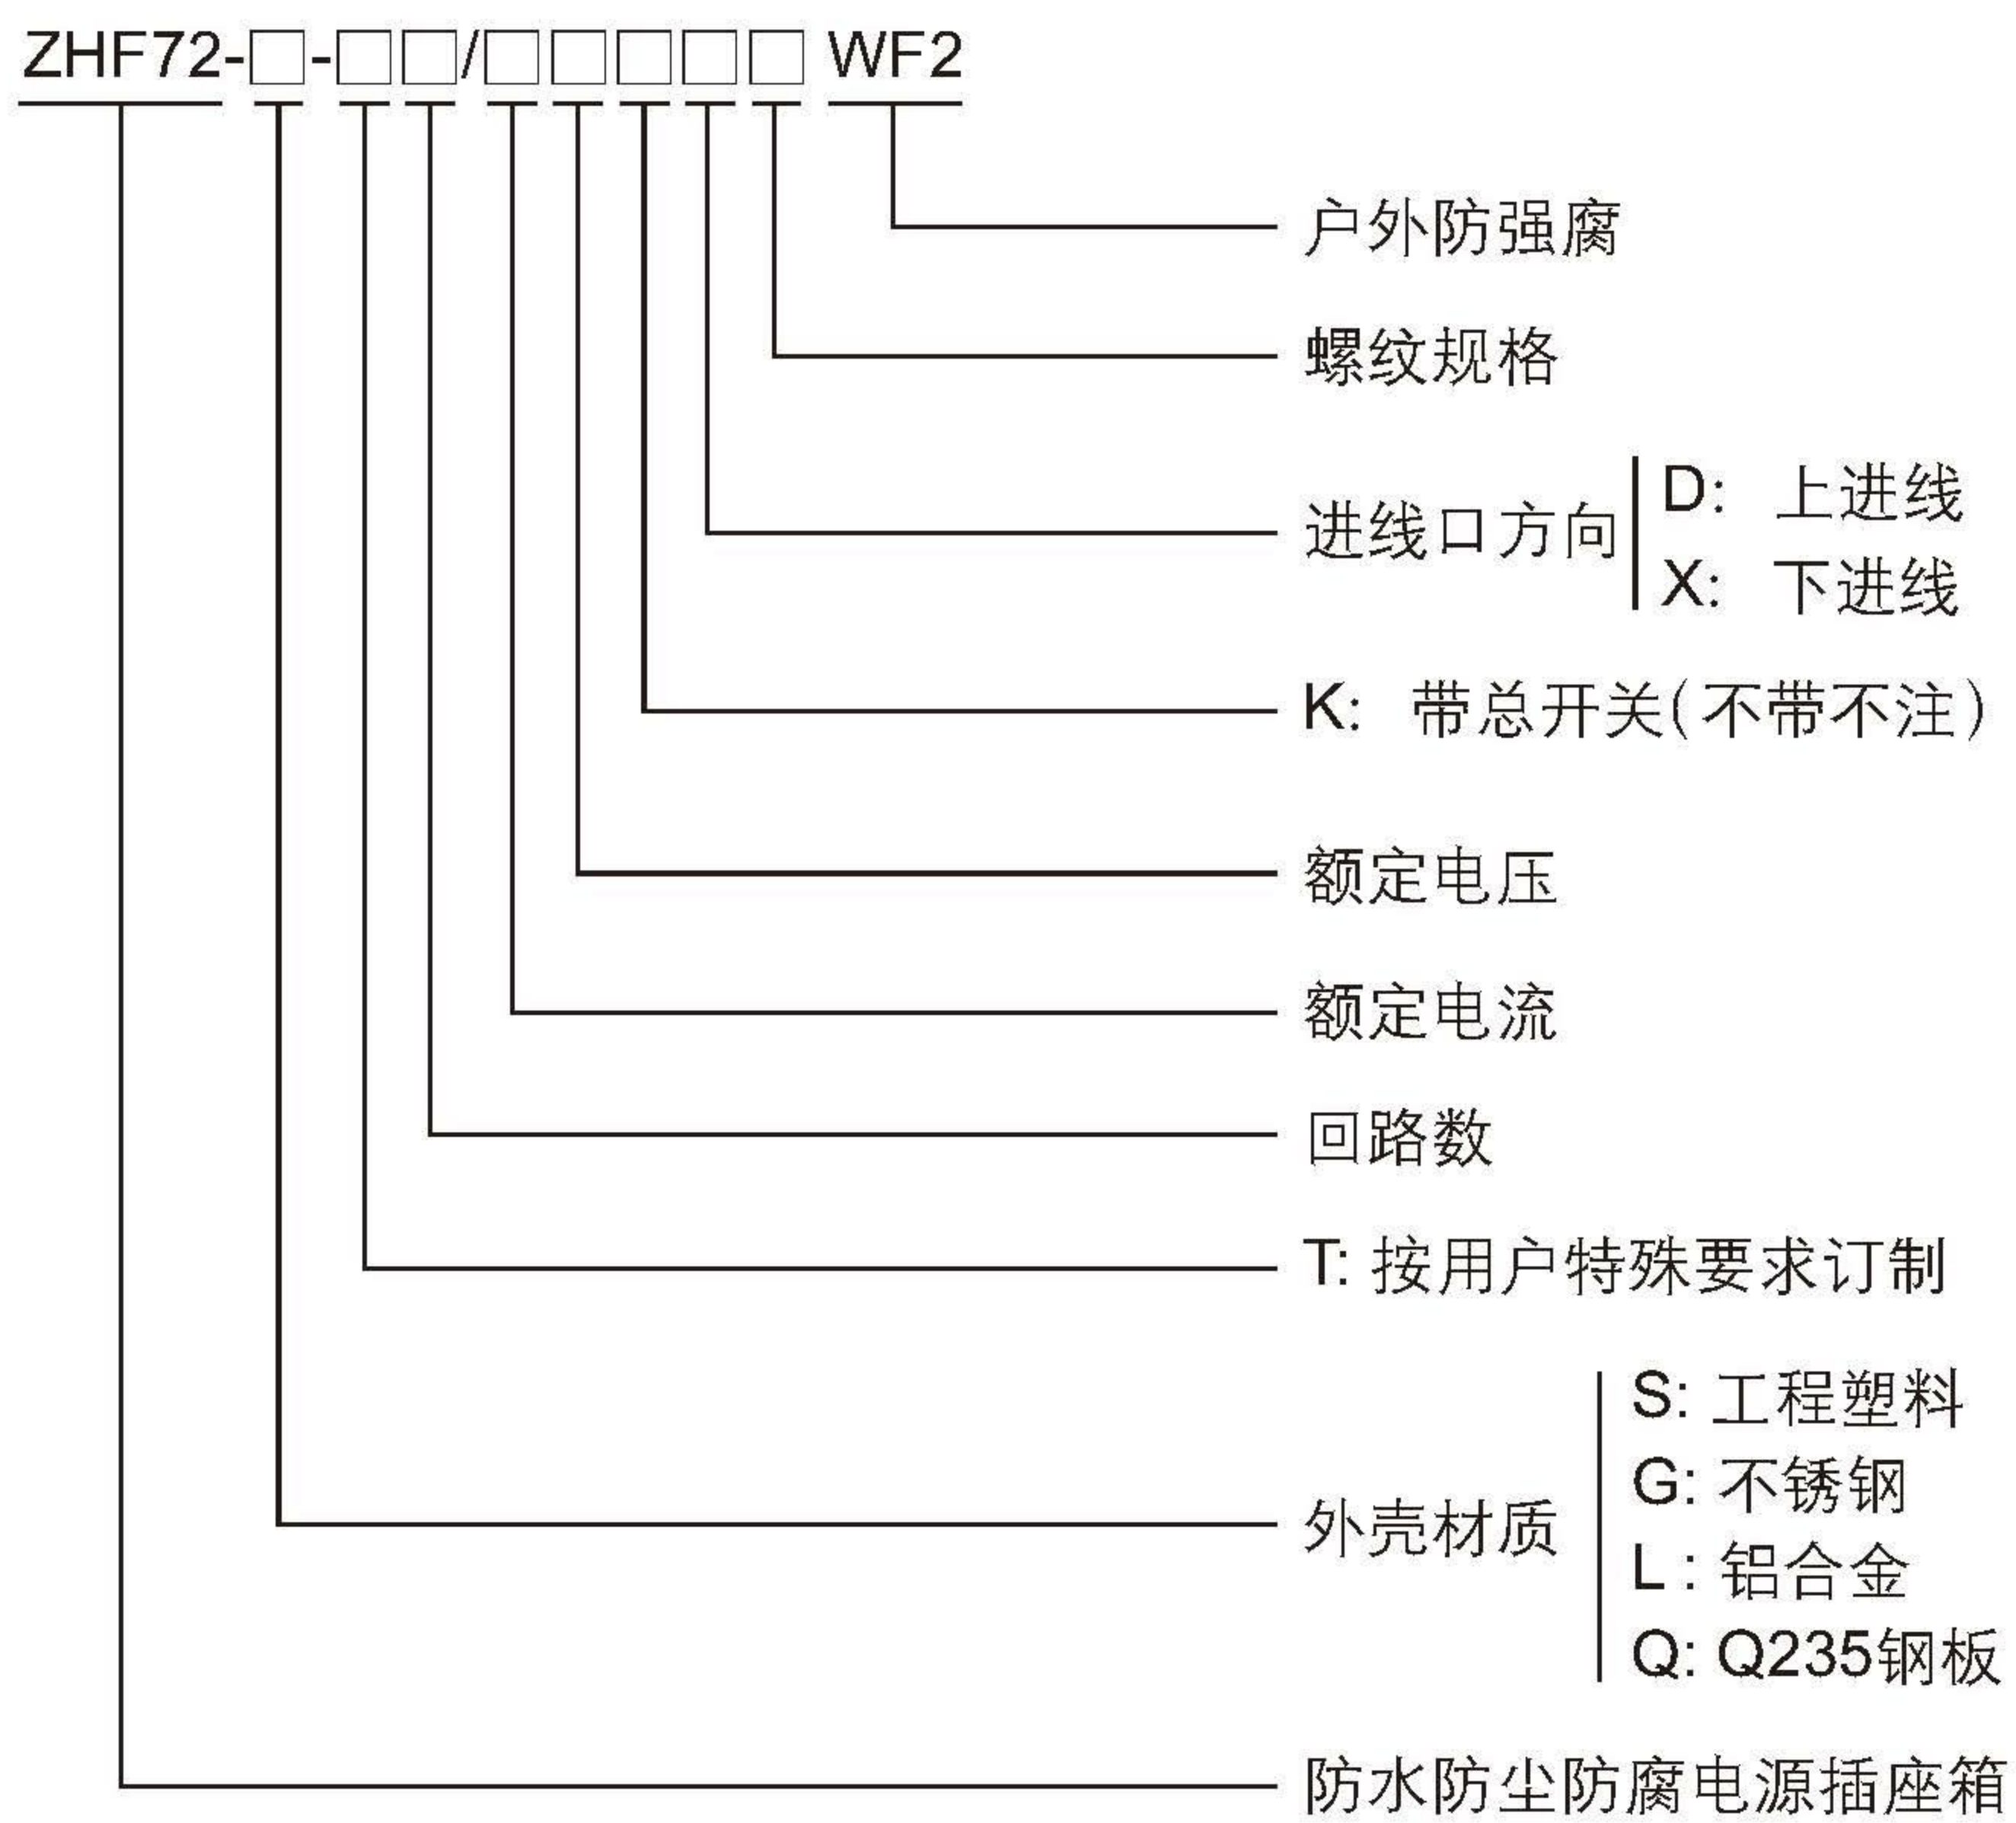 ZHF72-□-□□/□□□□□ WF2
户外防强腐
螺纹规格
进线口方向
D: 上进线
X: 下进线
K: 带总开关(不带不注)
额定电压
额定电流
回路数
T: 按用户特殊要求订制
外壳材质
S: 工程塑料
G: 不锈钢
L: 铝合金
Q: Q235钢板
防水防尘防腐电源插座箱